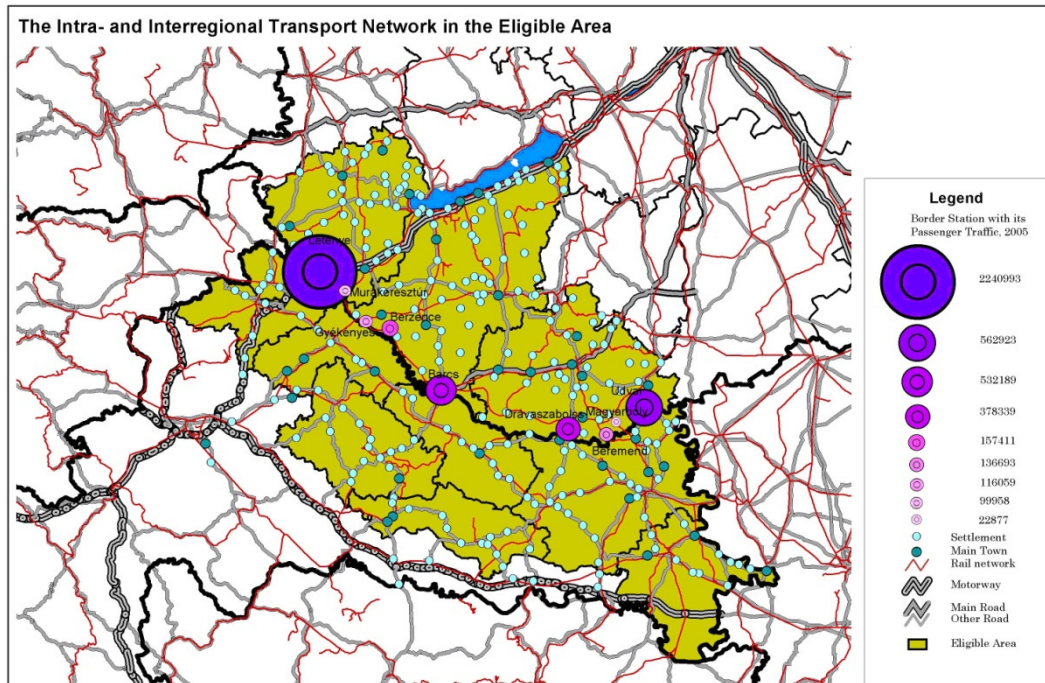 The Intra- and Interregional Transport Network in the Eligible Area
Letenye
Murakeresztúr
Gyékényes
Berzence
Barcs
Udvar
Drávaszabolcs
Magyarbóly
Beremend
Legend
Border Station with its
Passenger Traffic, 2005
2240993
562923
532189
378339
157411
136693
116059
99958
22877
Settlement
Main Town
Rail network
Motorway
Main Road
Other Road
Eligible Area